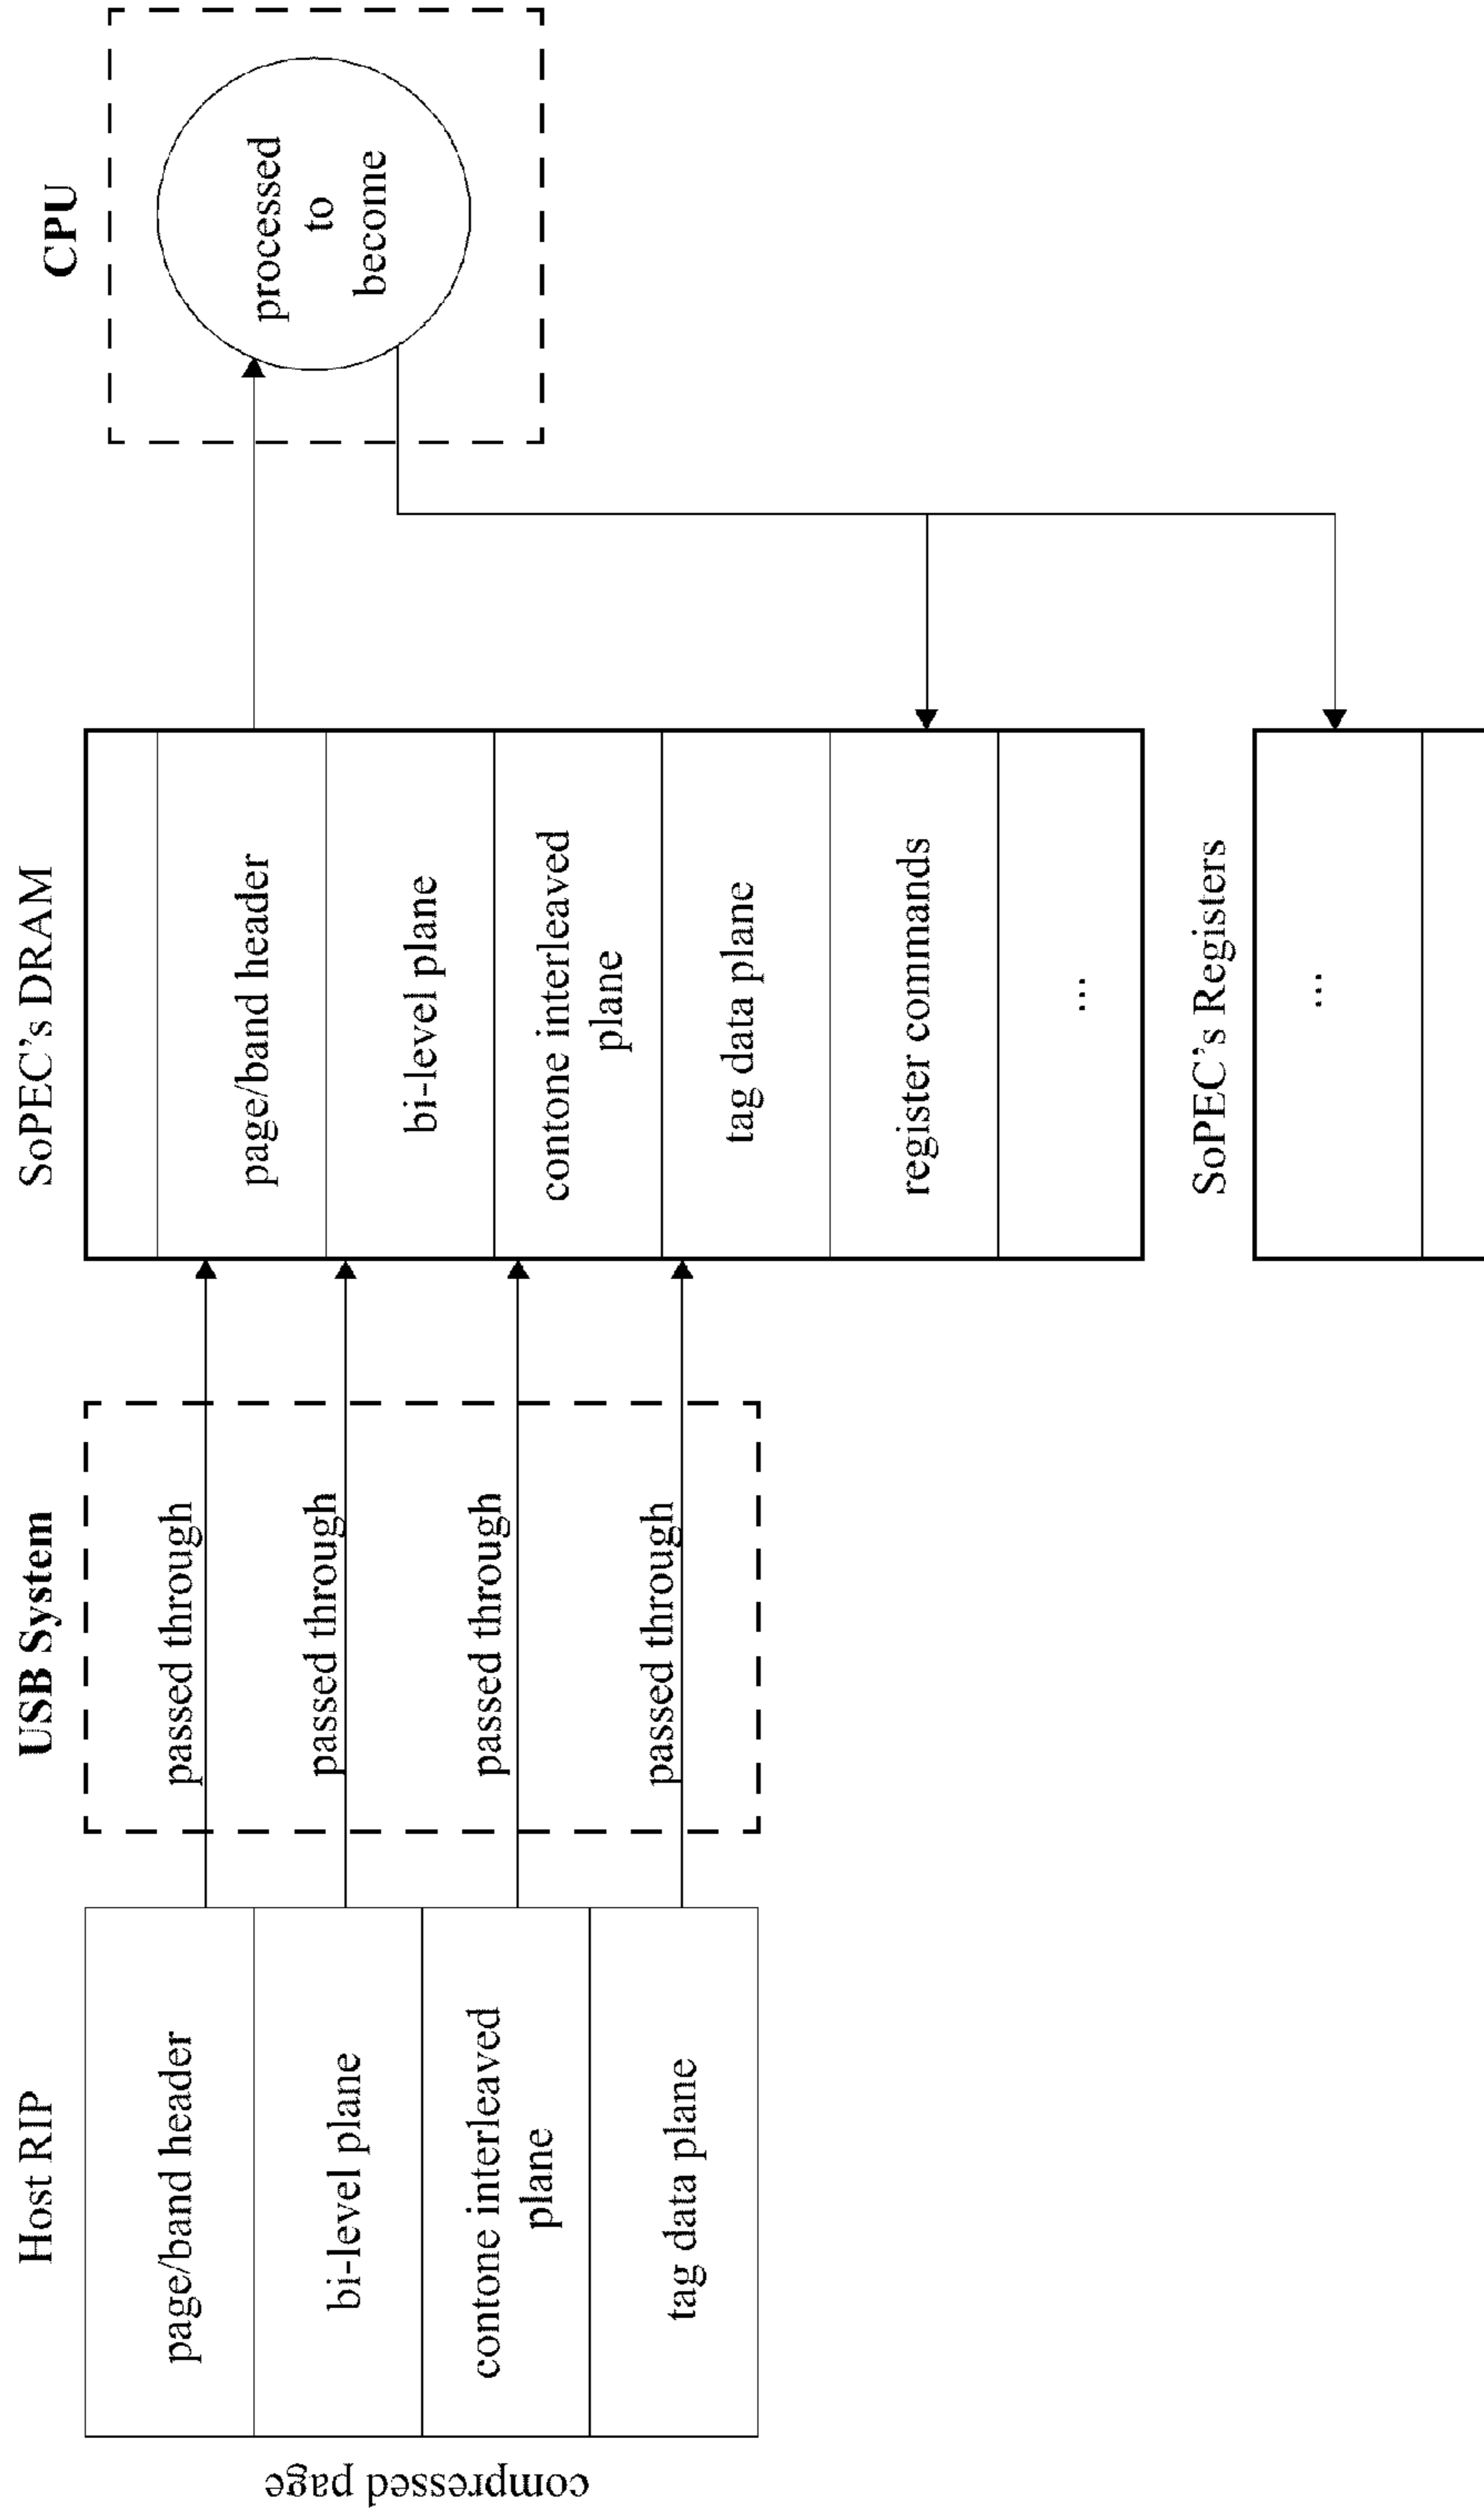 Host RIP
compressed page
page/band header
bi-level plane
contone interleaved
plane
tag data plane
USB System
passed through
passed through
passed through
passed through
SoPEC's DRAM
page/band header
bi-level plane
contone interleaved
plane
tag data plane
register commands
...
SoPEC's Registers
...
CPU
processed
to
become